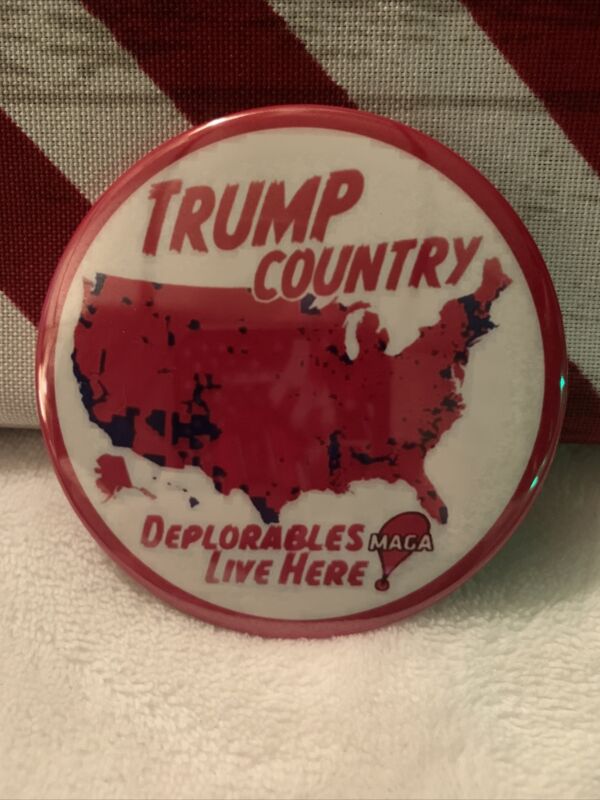 TRUMP
COUNTRY
DEPLORABLES
LIVE HERE
MAGA